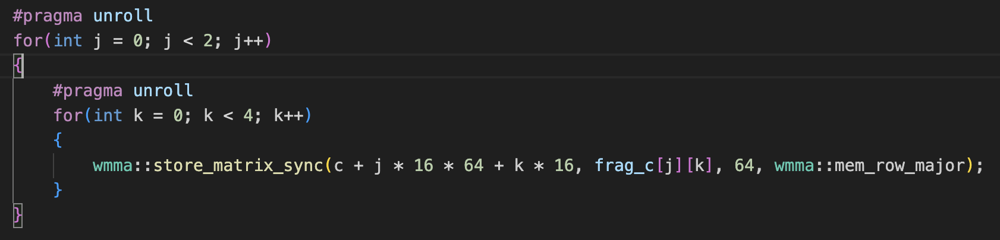 #pragma unroll
for(int j = 0; j < 2; j++)
{
    #pragma unroll
    for(int k = 0; k < 4; k++)
    {
        wmma::store_matrix_sync(c + j * 16 * 64 + k * 16, frag_c[j][k], 64, wmma::mem_row_major);
    }
}